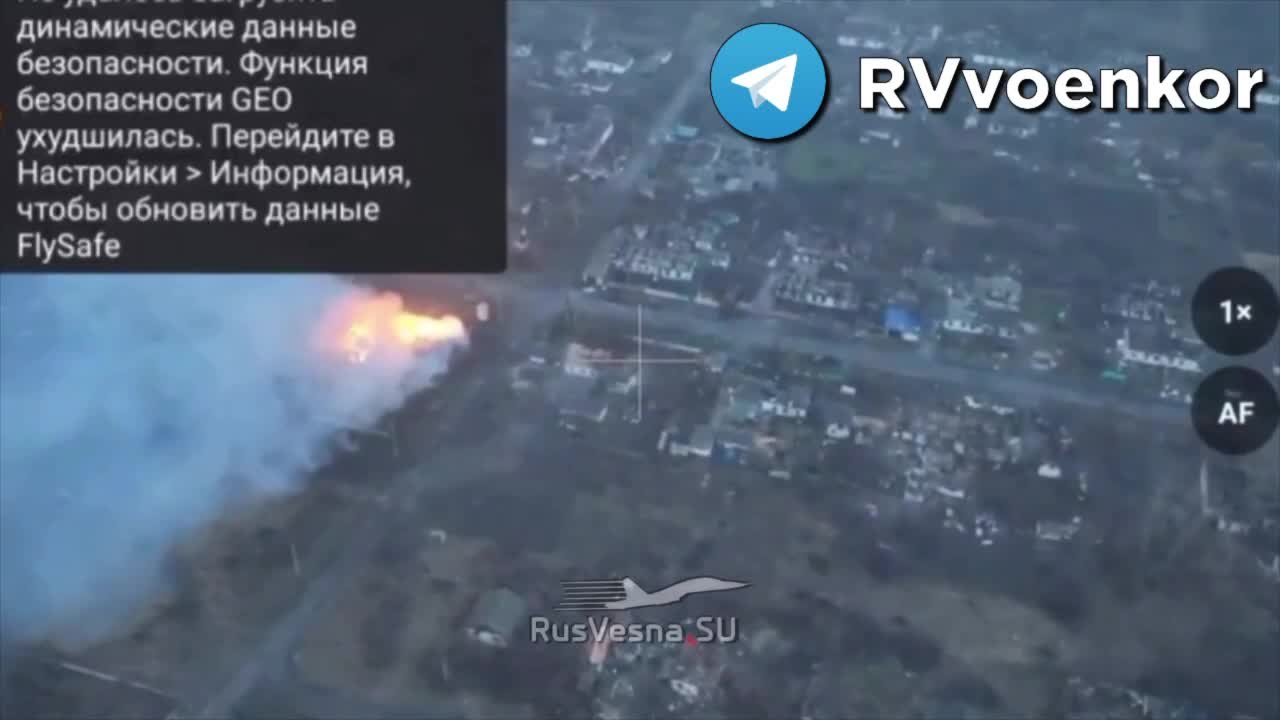 динамические данные
безопасности. Функция
безопасности GEO
ухудшилась. Перейдите в
Настройки > Информация,
чтобы обновить данные
FlySafe
RVvoenkor
1×
AF
RusVesna.SU